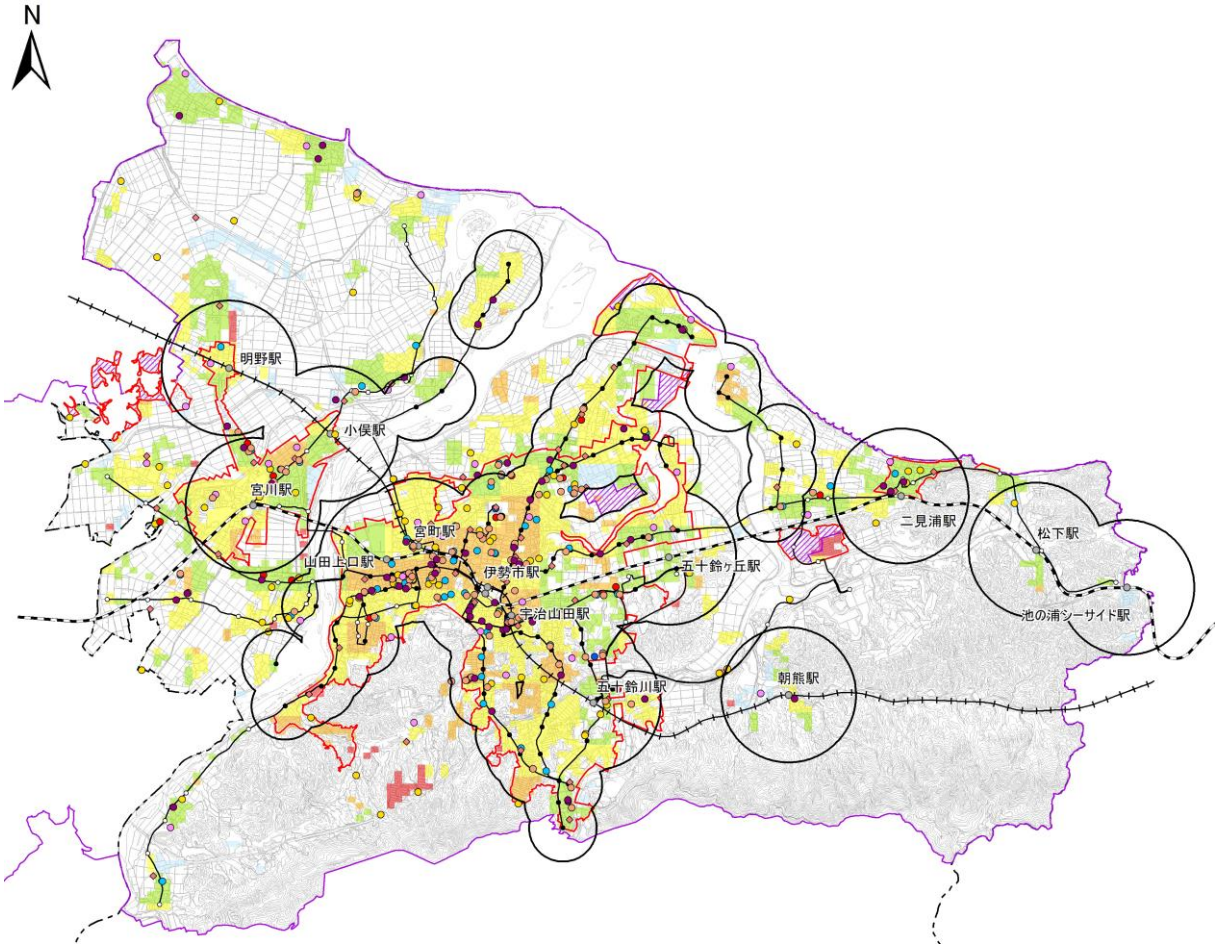 N
明野駅
小俣駅
宮川駅
宮町駅
山田上口駅
伊勢市駅
宇治山田駅
五十鈴ヶ丘駅
二見浦駅
松下駅
池の浦シーサイド駅
五十鈴川駅
朝熊駅